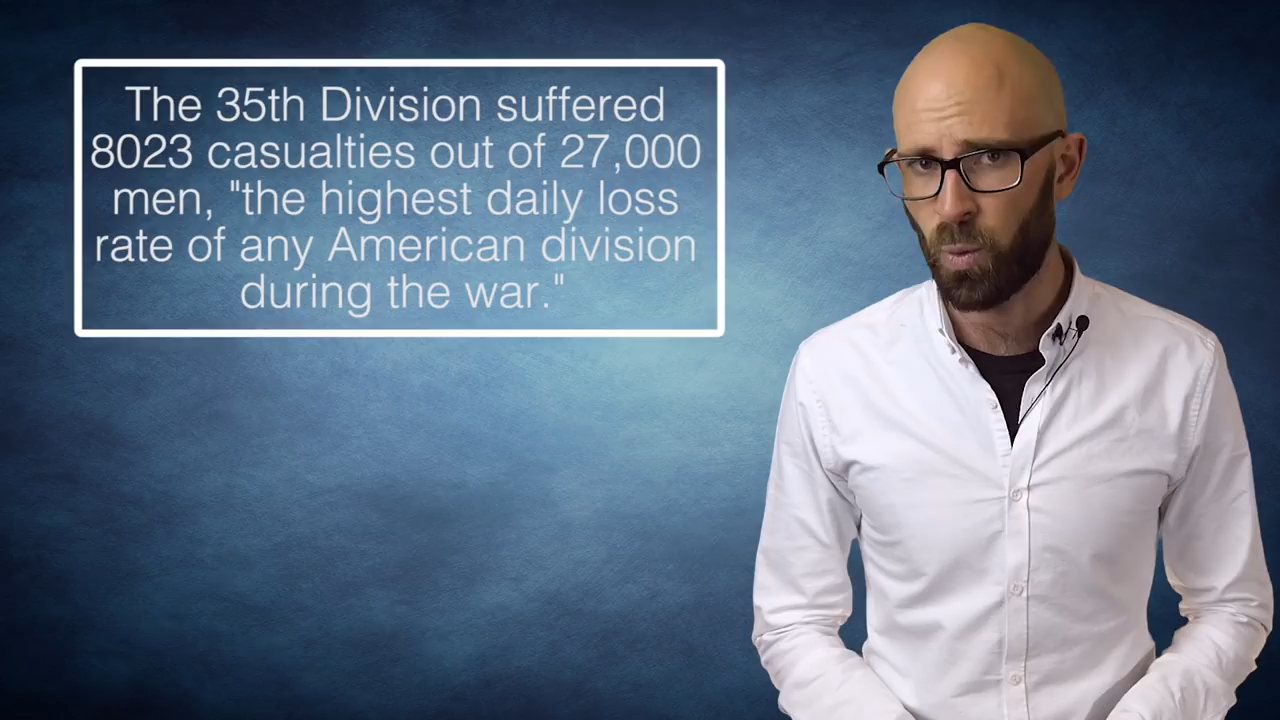 The 35th Division suffered
8023 casualties out of 27,000
men, "the highest daily loss
rate of any American division
during the war."